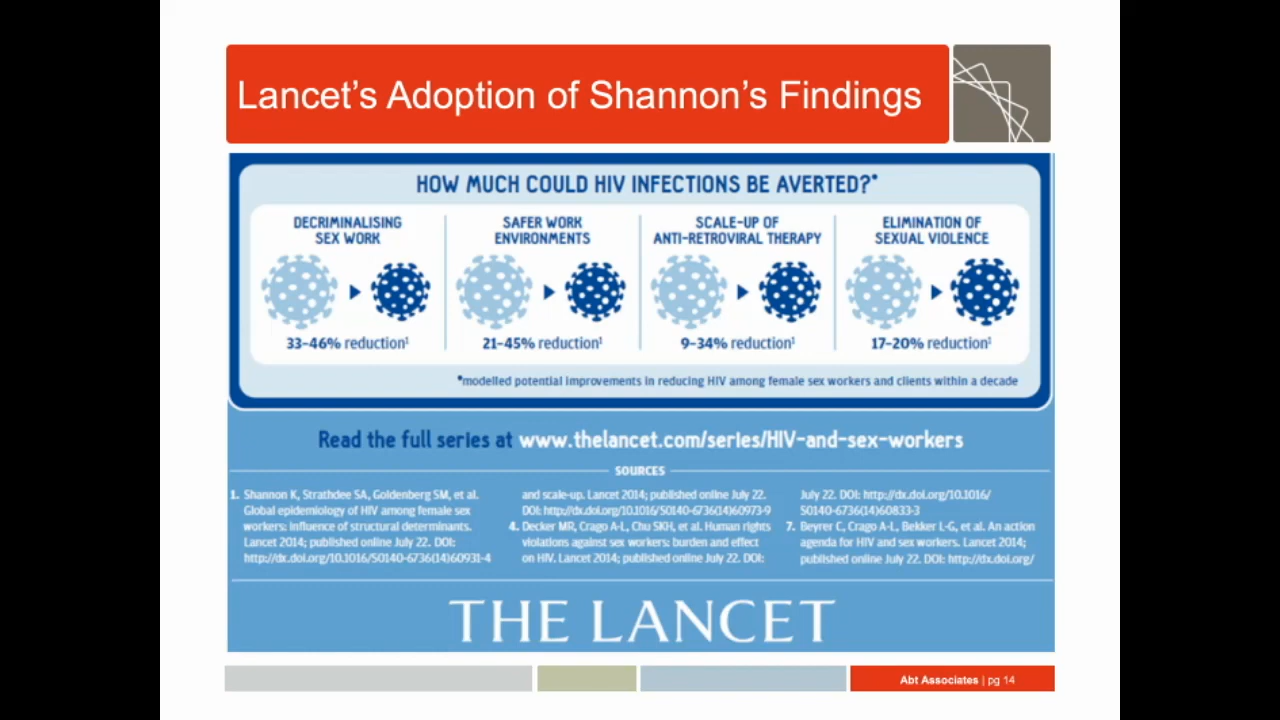 Lancet's Adoption of Shannon's Findings
HOW MUCH COULD HIV INFECTIONS BE AVERTED?*
DECRIMINALISING
SEX WORK
33–46% reduction¹
SAFER WORK
ENVIRONMENTS
21–45% reduction¹
SCALE-UP OF
ANTI-RETROVIRAL THERAPY
9–34% reduction¹
ELIMINATION OF
SEXUAL VIOLENCE
17–20% reduction¹
*modelled potential improvements in reducing HIV among female sex workers and clients within a decade
Read the full series at www.thelancet.com/series/HIV-and-sex-workers
SOURCES
1. Shannon K, Strathdee SA, Goldenberg SM, et al.
Global epidemiology of HIV among female sex
workers: influence of structural determinants.
Lancet 2014; published online July 22. DOI:
http://dx.doi.org/10.1016/S0140-6736(14)60931-4
and scale-up. Lancet 2014; published online July 22.
DOI: http://dx.doi.org/10.1016/S0140-6736(14)60973-9
4. Decker MR, Crago A-L, Chu SKH, et al. Human rights
violations against sex workers: burden and effect
on HIV. Lancet 2014; published online July 22. DOI:
July 22. DOI: http://dx.doi.org/10.1016/
S0140-6736(14)60833-3
7. Beyrer C, Crago A-L, Bekker L-G, et al. An action
agenda for HIV and sex workers. Lancet 2014;
published online July 22. DOI: http://dx.doi.org/
THE LANCET
Abt Associates | pg 14